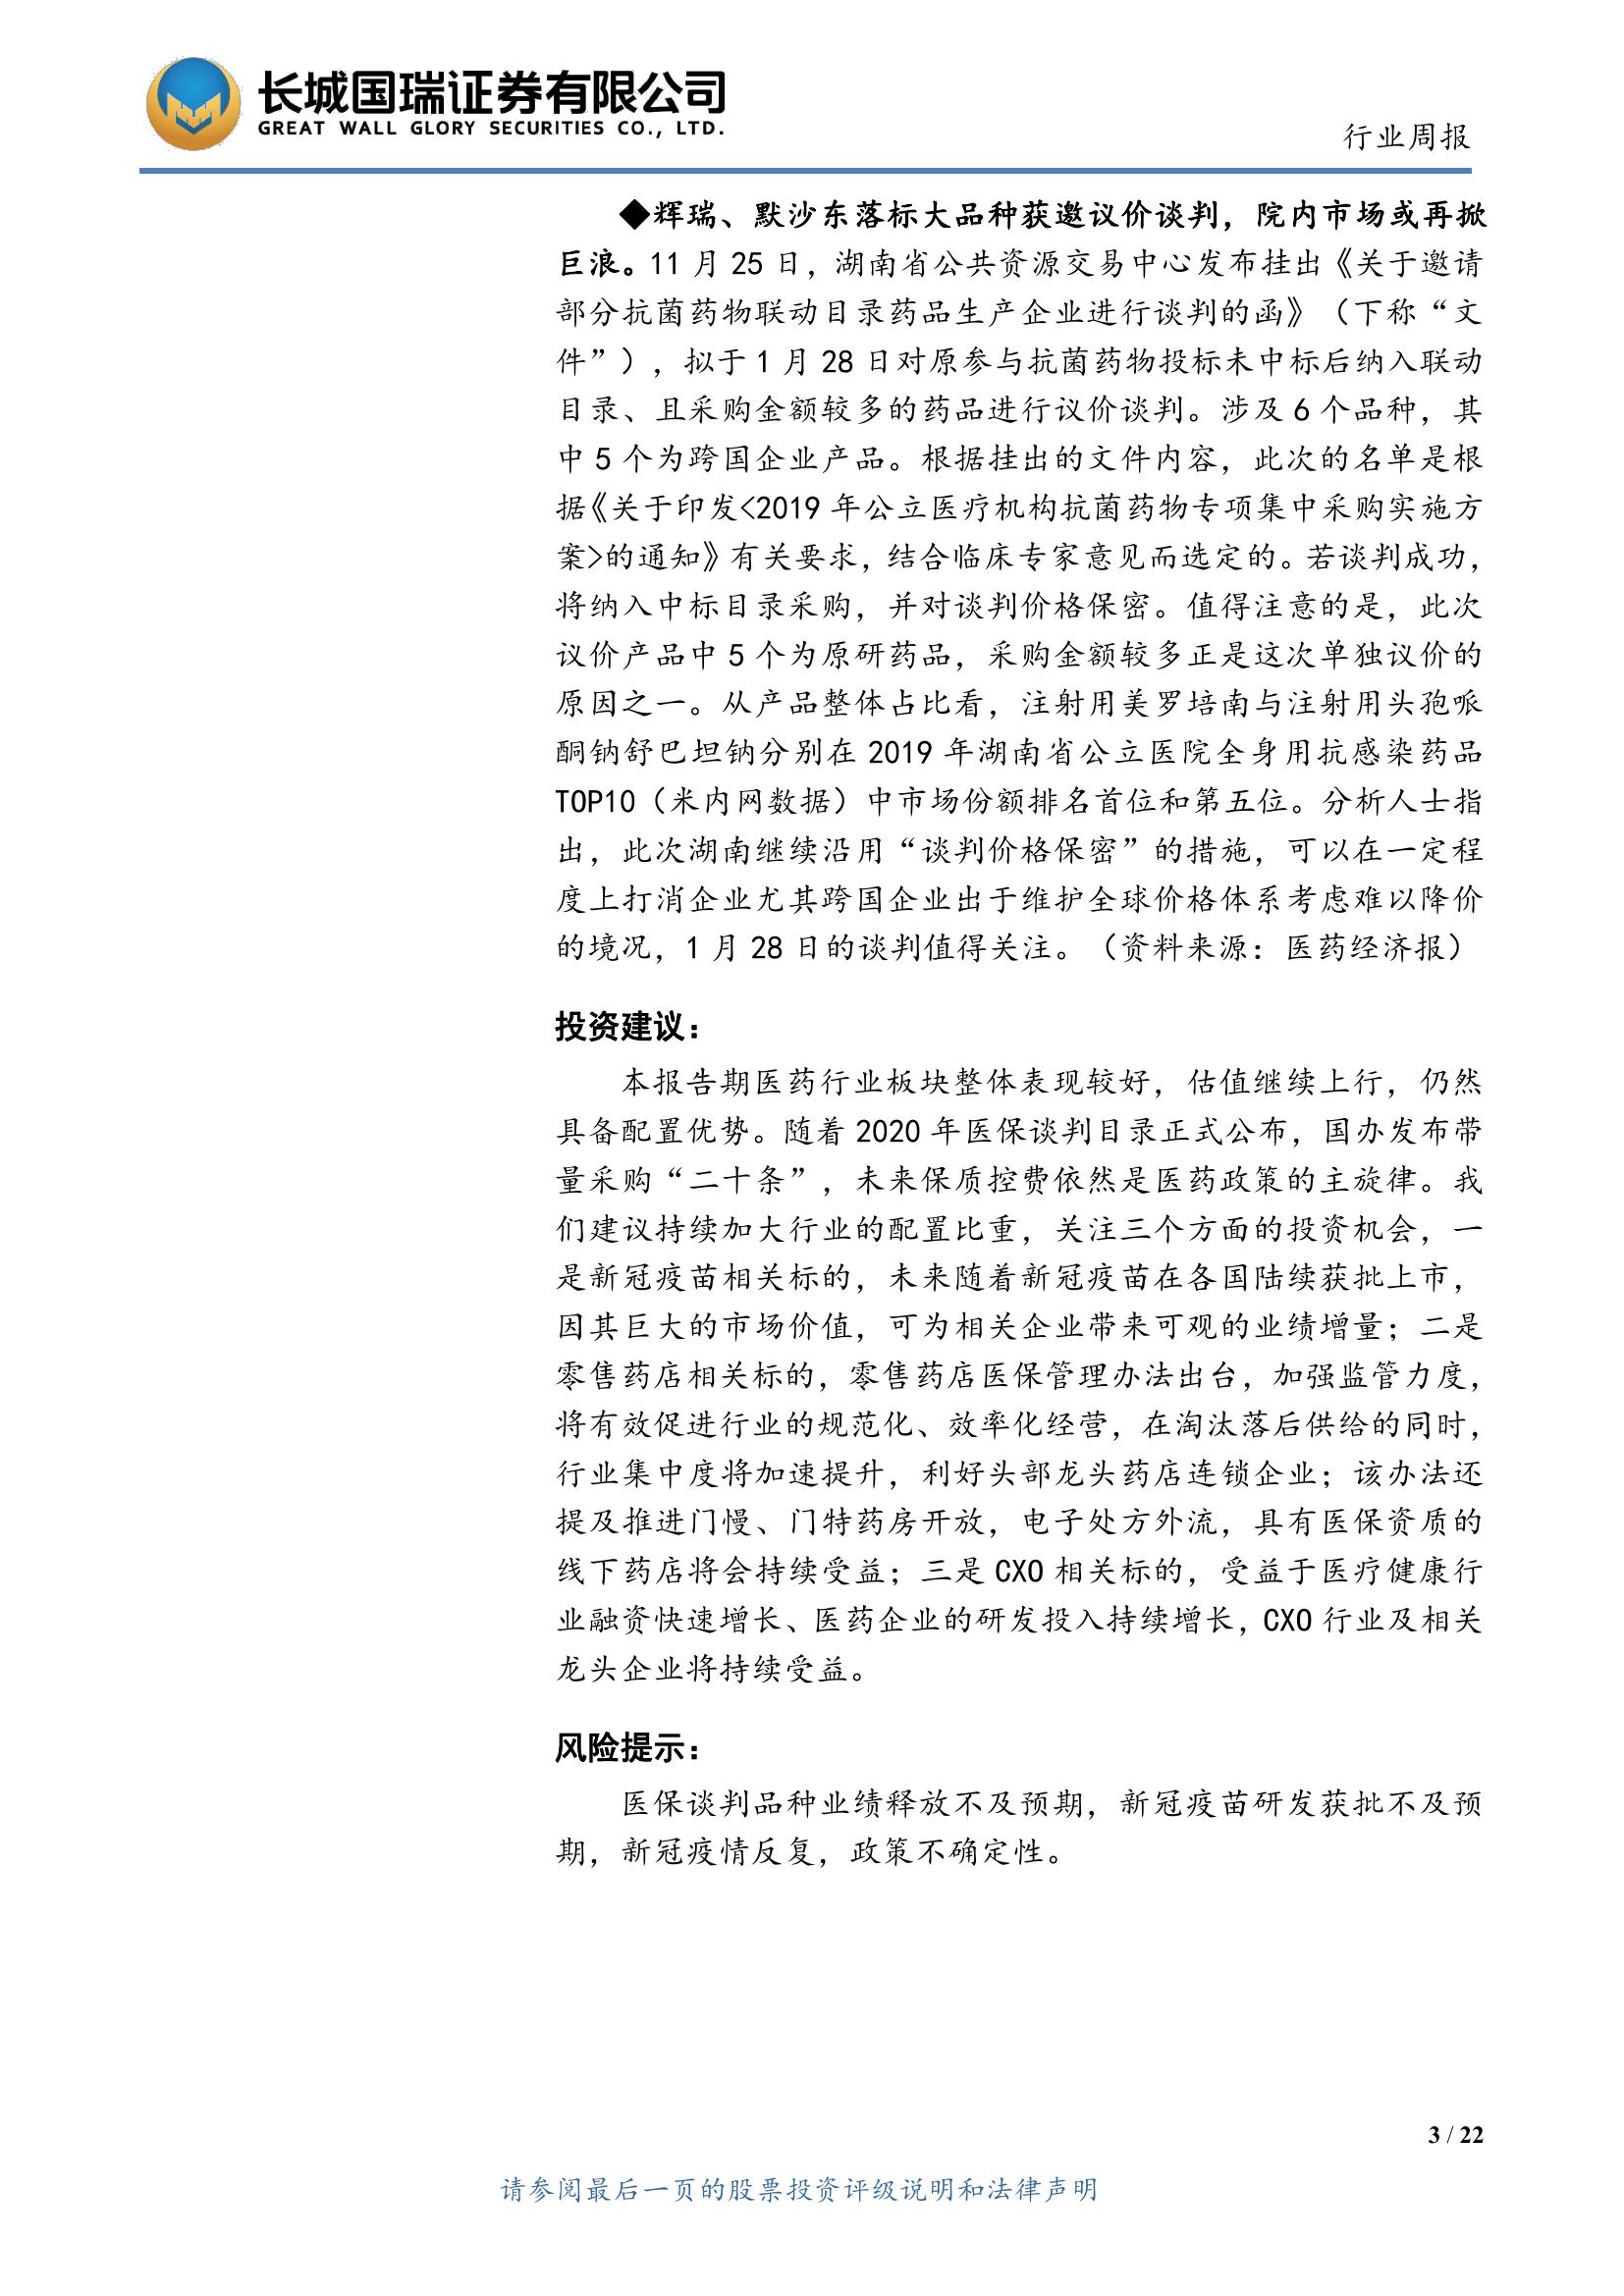 长城国瑞证券有限公司
GREAT WALL GLORY SECURITIES CO., LTD.
行业周报
◆辉瑞、默沙东落标大品种获邀议价谈判，院内市场或再掀
巨浪。11 月 25 日，湖南省公共资源交易中心发布挂出《关于邀请
部分抗菌药物联动目录药品生产企业进行谈判的函》（下称“文
件”），拟于 1 月 28 日对原参与抗菌药物投标未中标后纳入联动
目录、且采购金额较多的药品进行议价谈判。涉及 6 个品种，其
中 5 个为跨国企业产品。根据挂出的文件内容，此次的名单是根
据《关于印发<2019 年公立医疗机构抗菌药物专项集中采购实施方
案>的通知》有关要求，结合临床专家意见而选定的。若谈判成功，
将纳入中标目录采购，并对谈判价格保密。值得注意的是，此次
议价产品中 5 个为原研药品，采购金额较多正是这次单独议价的
原因之一。从产品整体占比看，注射用美罗培南与注射用头孢哌
酮钠舒巴坦钠分别在 2019 年湖南省公立医院全身用抗感染药品
TOP10（米内网数据）中市场份额排名首位和第五位。分析人士指
出，此次湖南继续沿用“谈判价格保密”的措施，可以在一定程
度上打消企业尤其跨国企业出于维护全球价格体系考虑难以降价
的境况，1 月 28 日的谈判值得关注。（资料来源：医药经济报）
投资建议：
本报告期医药行业板块整体表现较好，估值继续上行，仍然
具备配置优势。随着 2020 年医保谈判目录正式公布，国办发布带
量采购“二十条”，未来保质控费依然是医药政策的主旋律。我
们建议持续加大行业的配置比重，关注三个方面的投资机会，一
是新冠疫苗相关标的，未来随着新冠疫苗在各国陆续获批上市，
因其巨大的市场价值，可为相关企业带来可观的业绩增量；二是
零售药店相关标的，零售药店医保管理办法出台，加强监管力度，
将有效促进行业的规范化、效率化经营，在淘汰落后供给的同时，
行业集中度将加速提升，利好头部龙头药店连锁企业；该办法还
提及推进门慢、门特药房开放，电子处方外流，具有医保资质的
线下药店将会持续受益；三是 CXO 相关标的，受益于医疗健康行
业融资快速增长、医药企业的研发投入持续增长，CXO 行业及相关
龙头企业将持续受益。
风险提示：
医保谈判品种业绩释放不及预期，新冠疫苗研发获批不及预
期，新冠疫情反复，政策不确定性。
3 / 22
请参阅最后一页的股票投资评级说明和法律声明